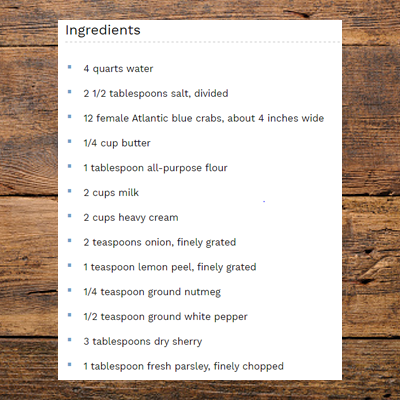 Ingredients
4 quarts water
2 1/2 tablespoons salt, divided
12 female Atlantic blue crabs, about 4 inches wide
1/4 cup butter
1 tablespoon all-purpose flour
2 cups milk
2 cups heavy cream
2 teaspoons onion, finely grated
1 teaspoon lemon peel, finely grated
1/4 teaspoon ground nutmeg
1/2 teaspoon ground white pepper
3 tablespoons dry sherry
1 tablespoon fresh parsley, finely chopped